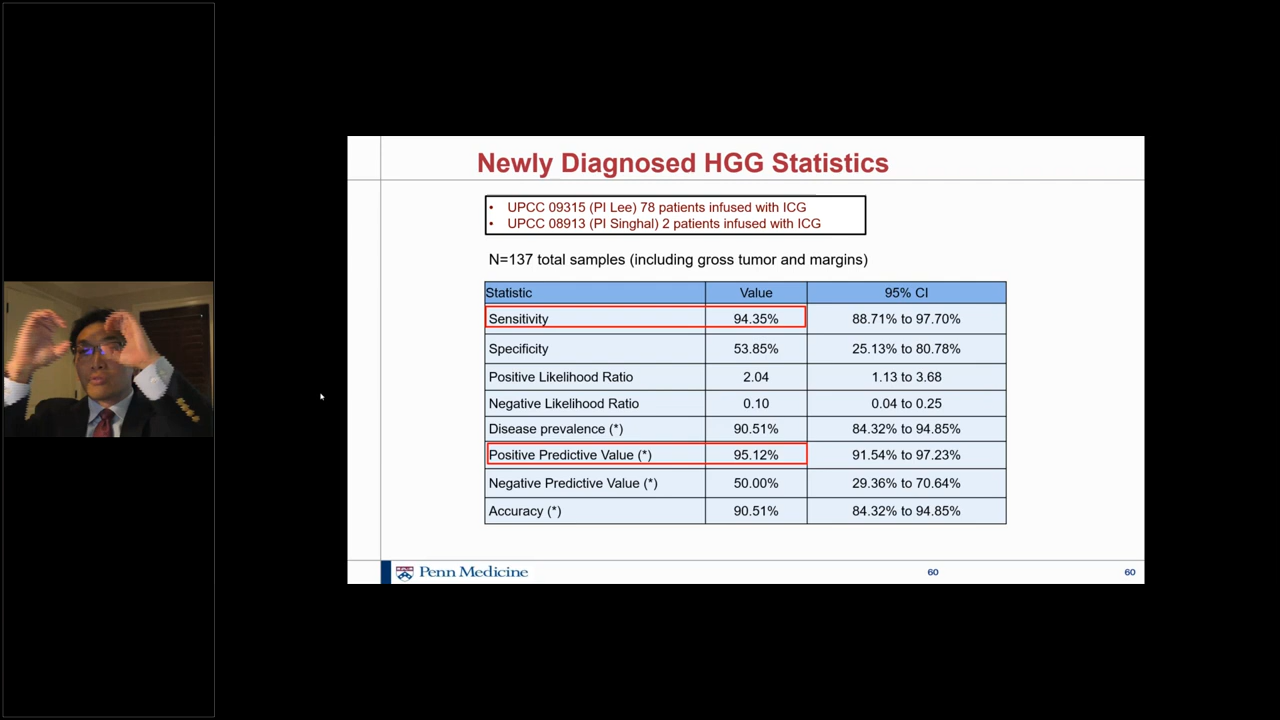 Newly Diagnosed HGG Statistics
• UPCC 09315 (PI Lee) 78 patients infused with ICG
• UPCC 08913 (PI Singhal) 2 patients infused with ICG
N=137 total samples (including gross tumor and margins)
Statistic Value 95% CI
Sensitivity 94.35% 88.71% to 97.70%
Specificity 53.85% 25.13% to 80.78%
Positive Likelihood Ratio 2.04 1.13 to 3.68
Negative Likelihood Ratio 0.10 0.04 to 0.25
Disease prevalence (*) 90.51% 84.32% to 94.85%
Positive Predictive Value (*) 95.12% 91.54% to 97.23%
Negative Predictive Value (*) 50.00% 29.36% to 70.64%
Accuracy (*) 90.51% 84.32% to 94.85%
Penn Medicine 60 60